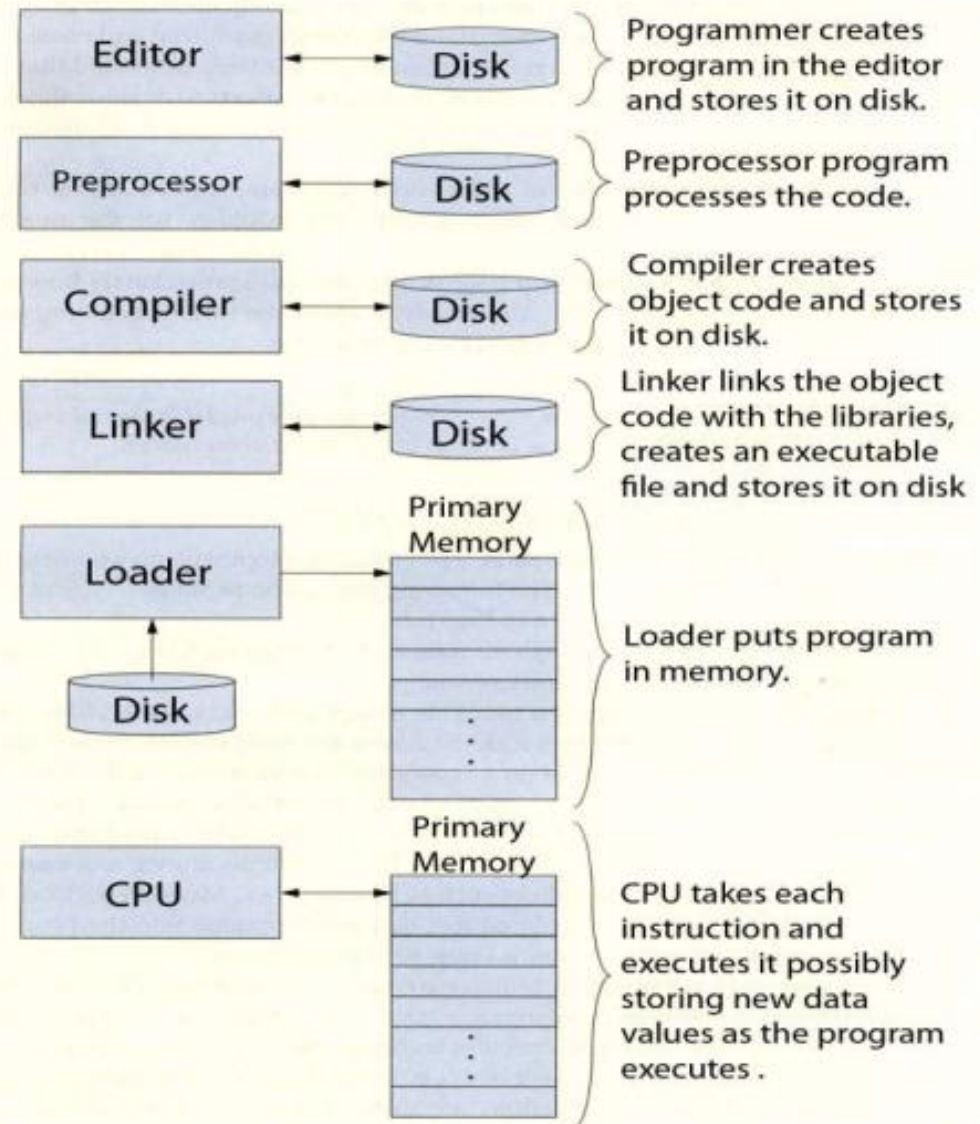 Editor
Disk
Programmer creates
program in the editor
and stores it on disk.
Preprocessor
Disk
Preprocessor program
processes the code.
Compiler
Disk
Compiler creates
object code and stores
it on disk.
Linker
Disk
Linker links the object
code with the libraries,
creates an executable
file and stores it on disk
Loader
Disk
Primary
Memory
Loader puts program
in memory.
CPU
Primary
Memory
CPU takes each
instruction and
executes it possibly
storing new data
values as the program
executes .